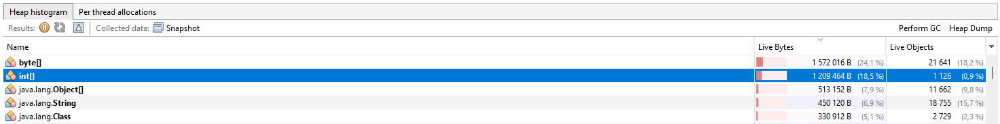 Heap histogram Per thread allocations
Results: Collected data: Snapshot Perform GC Heap Dump
Name Live Bytes Live Objects
byte[] 1 572 016 B (24,1 %) 21 641 (18,2 %)
int[] 1 209 464 B (18,5 %) 1 126 (0,9 %)
java.lang.Object[] 513 152 B (7,9 %) 11 662 (9,8 %)
java.lang.String 450 120 B (6,9 %) 18 755 (15,7 %)
java.lang.Class 330 912 B (5,1 %) 2 729 (2,3 %)